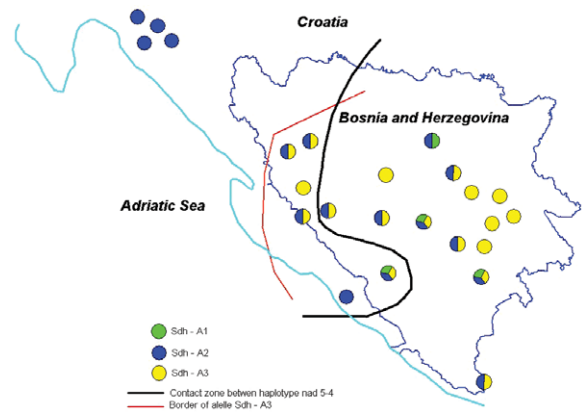 Croatia
Bosnia and Herzegovina
Adriatic Sea
Sdh - A1
Sdh - A2
Sdh - A3
Contact zone betwen haplotype nad 5-4
Border of alelle Sdh - A3